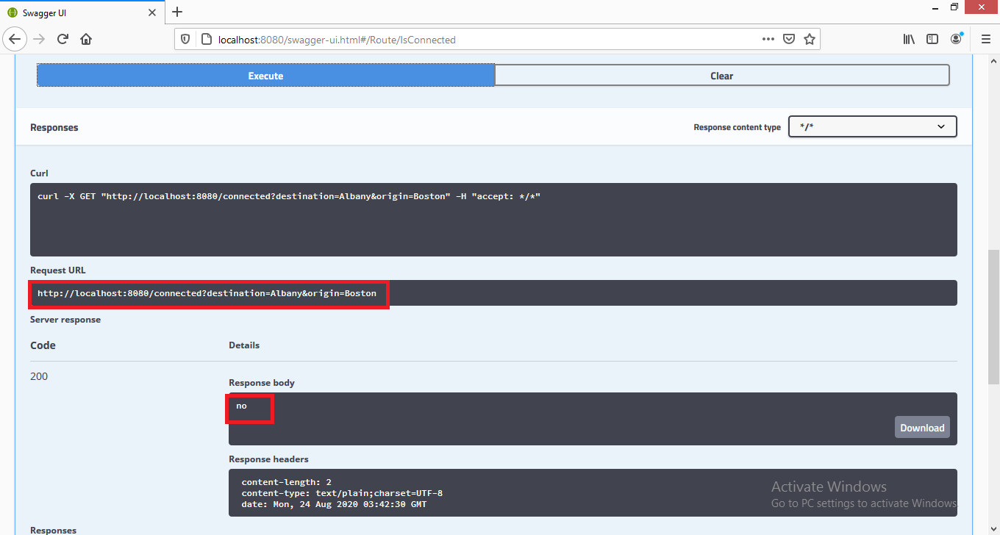 Swagger UI
localhost:8080/swagger-ui.html#/Route/IsConnected
Execute
Clear
Responses
Response content type
*/*
Curl
curl -X GET "http://localhost:8080/connected?destination=Albany&origin=Boston" -H "accept: */*"
Request URL
http://localhost:8080/connected?destination=Albany&origin=Boston
Server response
Code
Details
200
Response body
no
Download
Response headers
content-length: 2
content-type: text/plain;charset=UTF-8
date: Mon, 24 Aug 2020 03:42:30 GMT
Activate Windows
Go to PC settings to activate Windows.
Responses